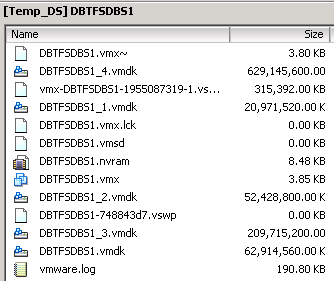 [Temp_DS] DBTFSDBS1
Name Size
DBTFSDBS1.vmx~ 3.80 KB
DBTFSDBS1_4.vmdk 629,145,600.00
vmx-DBTFSDBS1-1955087319-1.vs... 315,392.00 KB
DBTFSDBS1_1.vmdk 20,971,520.00 K
DBTFSDBS1.vmx.lck 0.00 KB
DBTFSDBS1.vmsd 0.00 KB
DBTFSDBS1.nvram 8.48 KB
DBTFSDBS1.vmx 3.85 KB
DBTFSDBS1_2.vmdk 52,428,800.00 K
DBTFSDBS1-748843d7.vswp 0.00 KB
DBTFSDBS1_3.vmdk 209,715,200.00
DBTFSDBS1.vmdk 62,914,560.00 K
vmware.log 190.80 KB